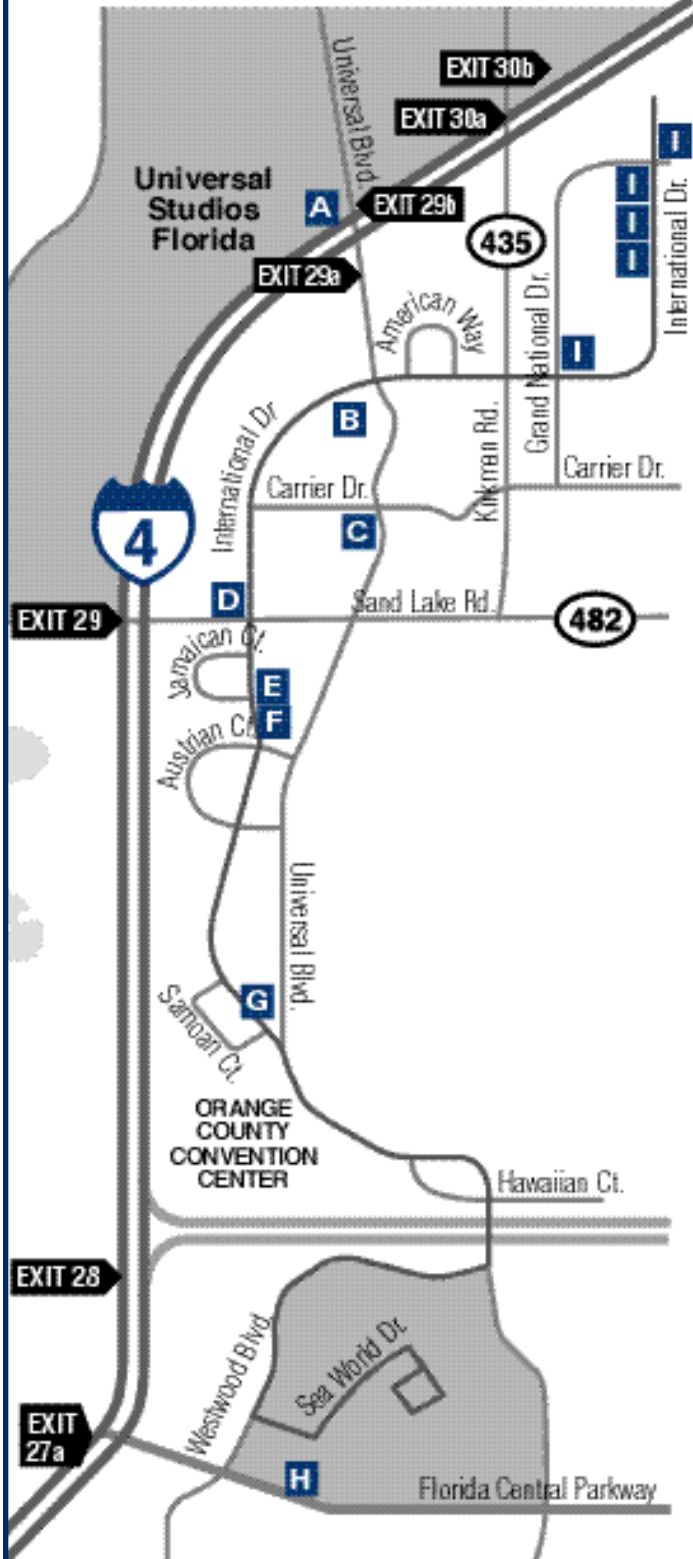 EXIT 30b
EXIT 30a
Universal Blvd.
Universal
Studios
Florida
A
EXIT 29b
I
I
I
I
435
International Dr.
EXIT 29a
American Way
Grand National Dr.
I
B
International Dr
Kirkman Rd.
Carrier Dr.
Carrier Dr.
4
C
D
Sand Lake Rd.
EXIT 29
482
Jamaican Ct.
E
F
Austrian Ct.
Universal Blvd.
G
Samoan Ct.
ORANGE
COUNTY
CONVENTION
CENTER
Hawaiian Ct.
EXIT 28
Westwood Blvd.
Sea World Dr.
EXIT
27a
H
Florida Central Parkway